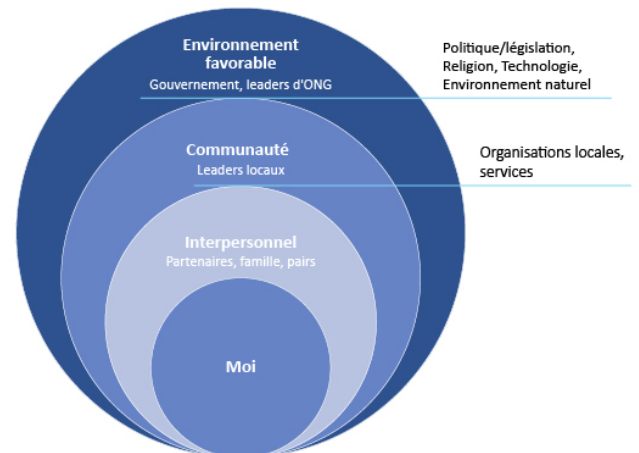 Environnement
favorable
Gouvernement, leaders d'ONG
Politique/législation,
Religion, Technologie,
Environnement naturel
Communauté
Leaders locaux
Organisations locales,
services
Interpersonnel
Partenaires, famille, pairs
Moi